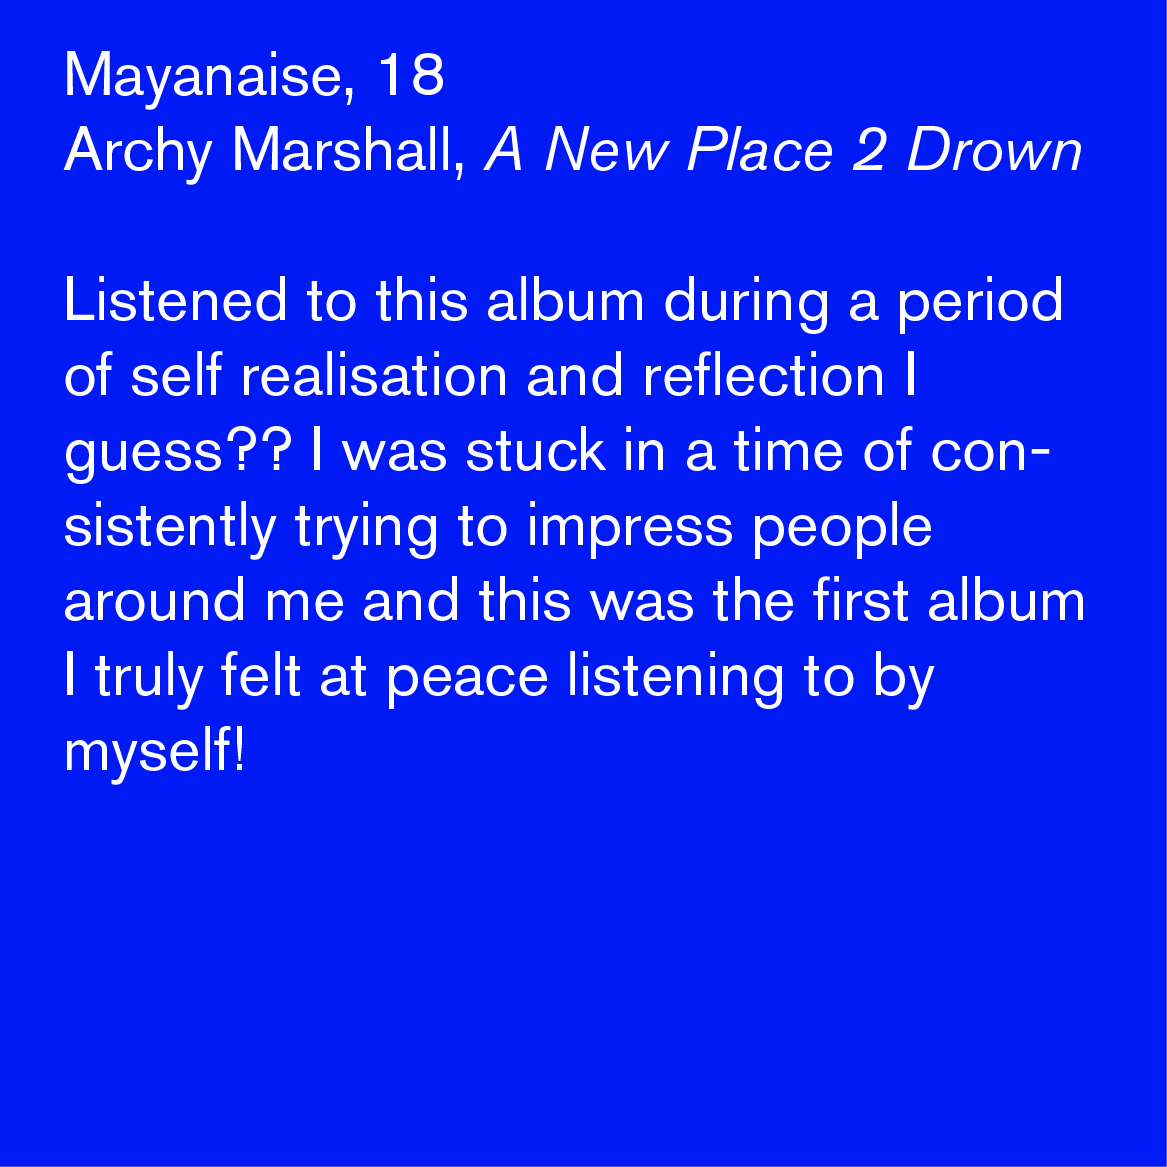 Mayanaise, 18
Archy Marshall, A New Place 2 Drown
Listened to this album during a period
of self realisation and reflection I
guess?? I was stuck in a time of con-
sistently trying to impress people
around me and this was the first album
I truly felt at peace listening to by
myself!